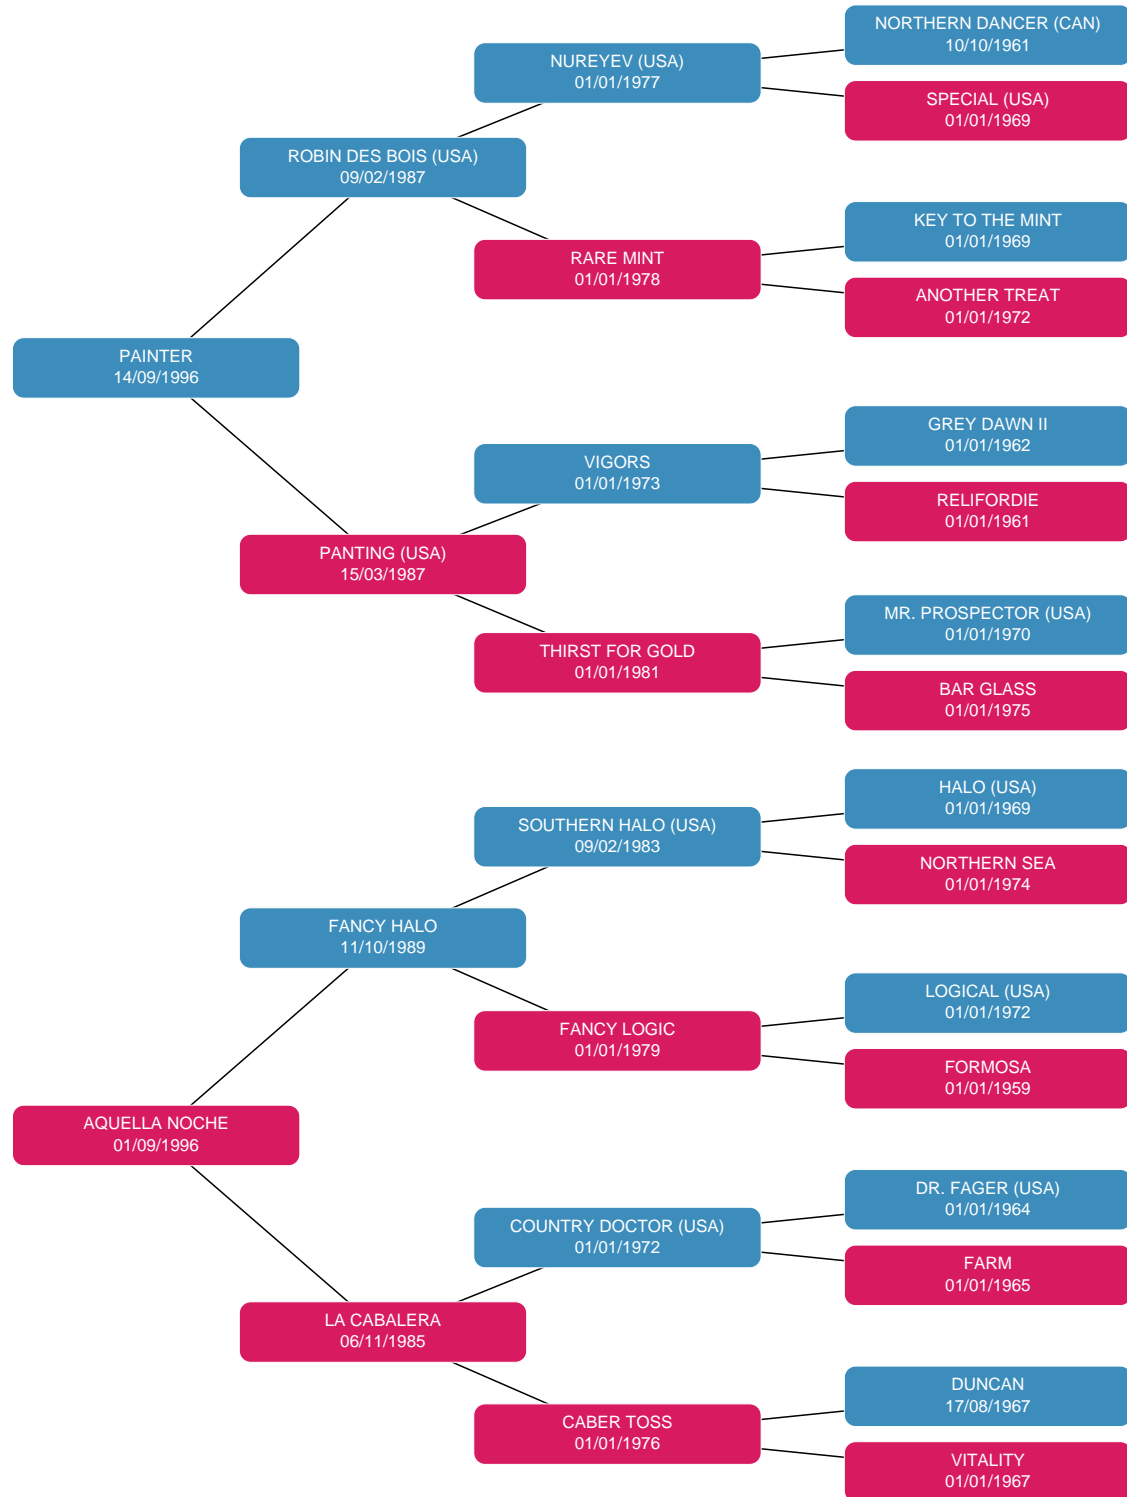 NORTHERN DANCER (CAN)
10/10/1961
NUREYEV (USA)
01/01/1977
SPECIAL (USA)
01/01/1969
ROBIN DES BOIS (USA)
09/02/1987
KEY TO THE MINT
01/01/1969
RARE MINT
01/01/1978
ANOTHER TREAT
01/01/1972
PAINTER
14/09/1996
GREY DAWN II
01/01/1962
VIGORS
01/01/1973
RELIFORDIE
01/01/1961
PANTING (USA)
15/03/1987
MR. PROSPECTOR (USA)
01/01/1970
THIRST FOR GOLD
01/01/1981
BAR GLASS
01/01/1975
HALO (USA)
01/01/1969
SOUTHERN HALO (USA)
09/02/1983
NORTHERN SEA
01/01/1974
FANCY HALO
11/10/1989
LOGICAL (USA)
01/01/1972
FANCY LOGIC
01/01/1979
FORMOSA
01/01/1959
AQUELLA NOCHE
01/09/1996
DR. FAGER (USA)
01/01/1964
COUNTRY DOCTOR (USA)
01/01/1972
FARM
01/01/1965
LA CABALERA
06/11/1985
DUNCAN
17/08/1967
CABER TOSS
01/01/1976
VITALITY
01/01/1967